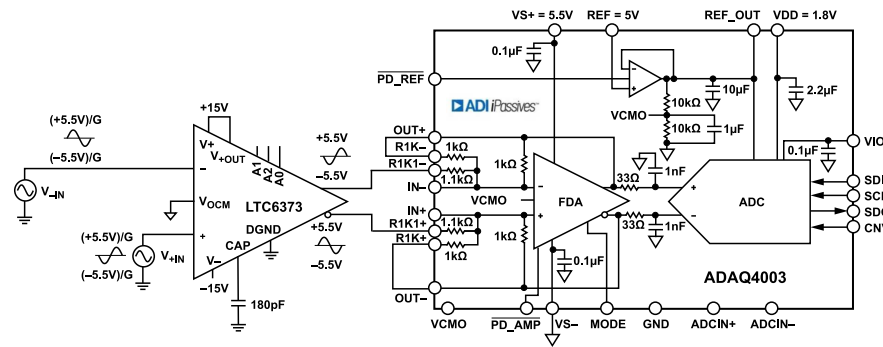 VS+ = 5.5V
REF = 5V
REF_OUT
VDD = 1.8V
0.1µF
PD_REF
ADI iPassives™
10kΩ
10µF
2.2µF
VCMO
10kΩ
1µF
VIO
0.1µF
+15V
(+5.5V)/G
(–5.5V)/G
V+
V+OUT
A1
A2
A0
+5.5V
–5.5V
OUT+
R1K–
1kΩ
R1K1–
1.1kΩ
1kΩ
IN–
33Ω
1nF
–
V–IN
VOCM
LTC6373
VCMO
FDA
ADC
SDI
SCK
SDO
CNV
IN+
R1K1+
1.1kΩ
R1K+
1kΩ
1kΩ
33Ω
1nF
(+5.5V)/G
(–5.5V)/G
V+IN
+
CAP
DGND
V–
–15V
+5.5V
–5.5V
0.1µF
ADAQ4003
OUT–
180pF
VCMO
PD_AMP
VS–
MODE
GND
ADCIN+
ADCIN–